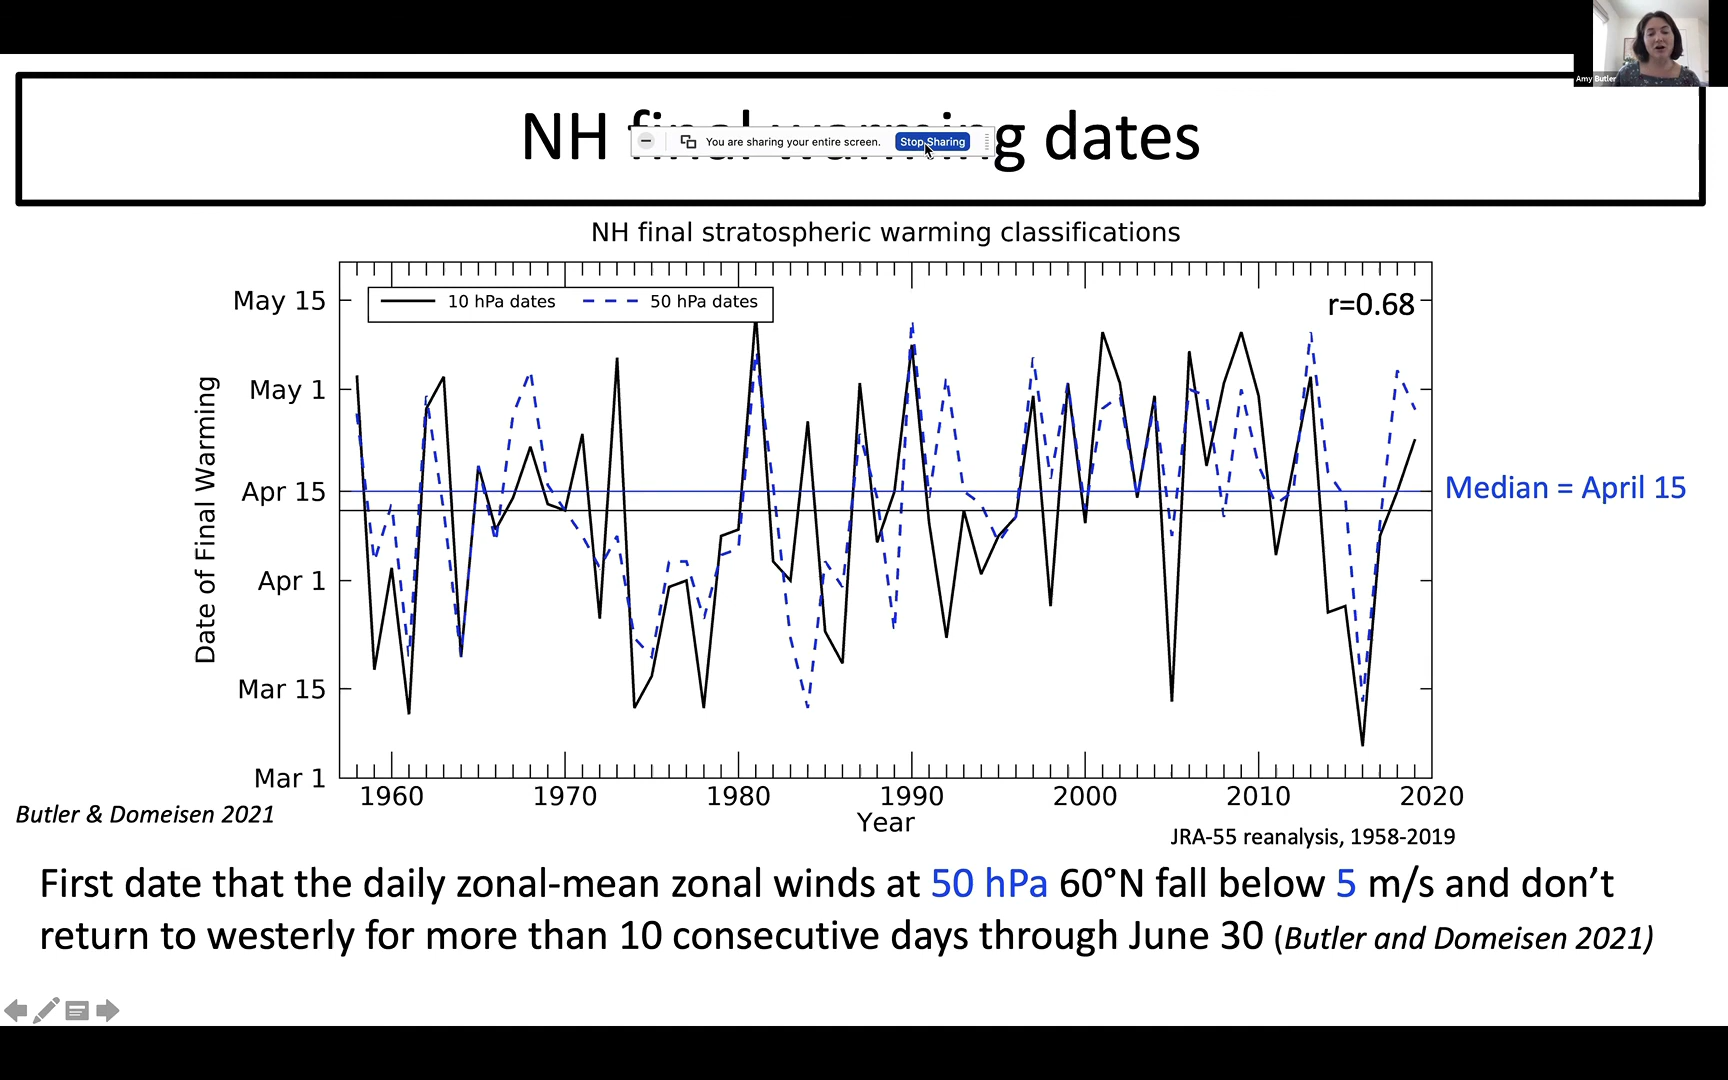 Amy Butler
NH final warming dates
You are sharing your entire screen. Stop Sharing
NH final stratospheric warming classifications
10 hPa dates 50 hPa dates
r=0.68
May 15
May 1
Apr 15
Apr 1
Mar 15
Mar 1
Date of Final Warming
Median = April 15
1960 1970 1980 1990 2000 2010 2020
Year
Butler & Domeisen 2021
JRA-55 reanalysis, 1958-2019
First date that the daily zonal-mean zonal winds at 50 hPa 60°N fall below 5 m/s and don’t
return to westerly for more than 10 consecutive days through June 30 (Butler and Domeisen 2021)